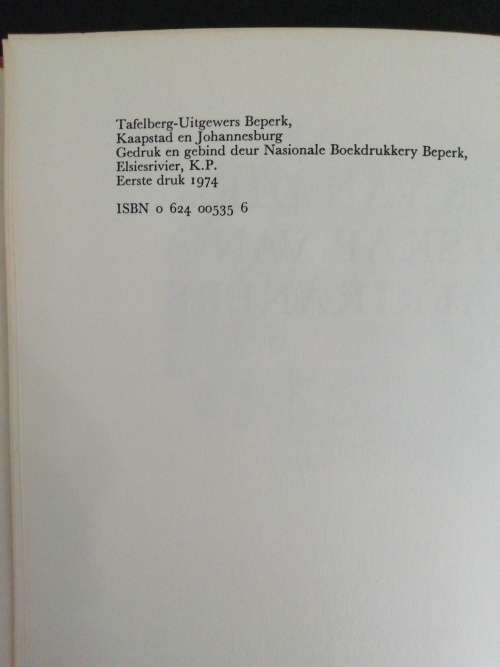 Tafelberg-Uitgewers Beperk,
Kaapstad en Johannesburg
Gedruk en gebind deur Nasionale Boekdrukkery Beperk,
Elsiesrivier, K.P.
Eerste druk 1974
ISBN 0 624 00535 6